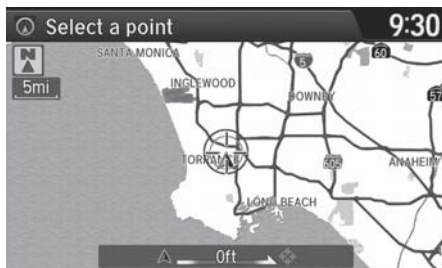 Select a point
9:30
N
5mi
SANTA MONICA
5
60
INGLEWOOD
DOWNEY
57
TORRANCE
605
ANAHEIM
LONG BEACH
0ft